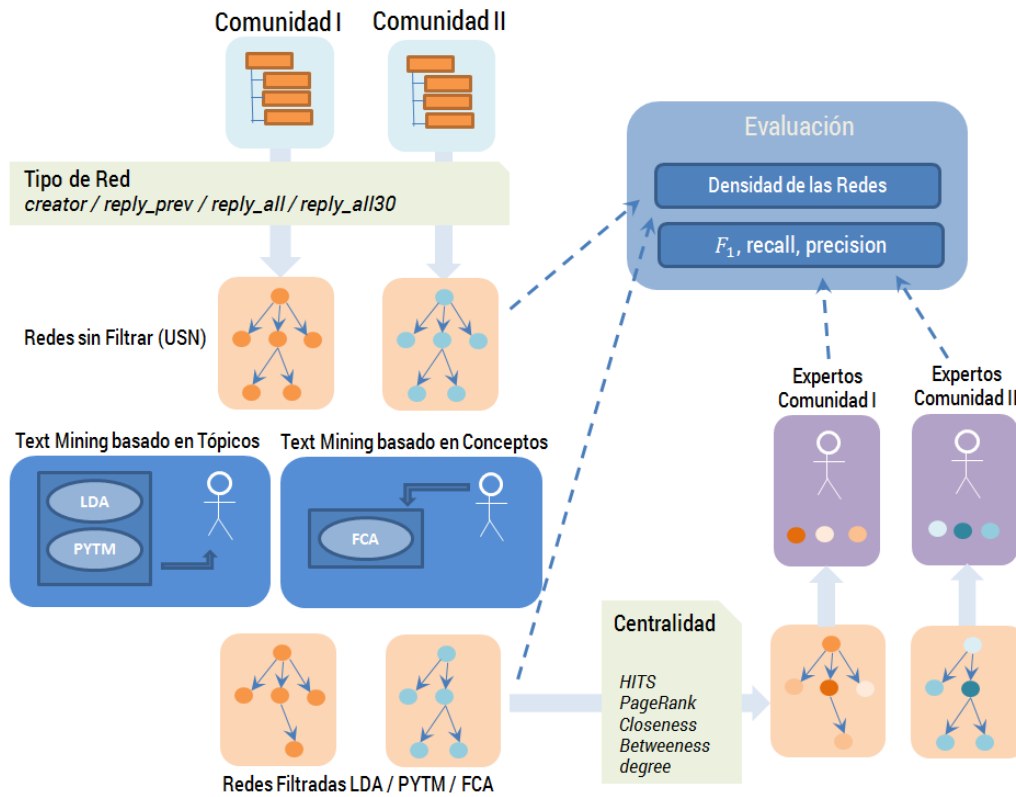 Comunidad I
Comunidad II
Tipo de Red
creator / reply_prev / reply_all / reply_all30
Evaluación
Densidad de las Redes
F₁, recall, precision
Redes sin Filtrar (USN)
Expertos
Comunidad I
Expertos
Comunidad II
Text Mining basado en Tópicos
LDA
PYTM
Text Mining basado en Conceptos
FCA
Centralidad
HITS
PageRank
Closeness
Betweeness
degree
Redes Filtradas LDA / PYTM / FCA